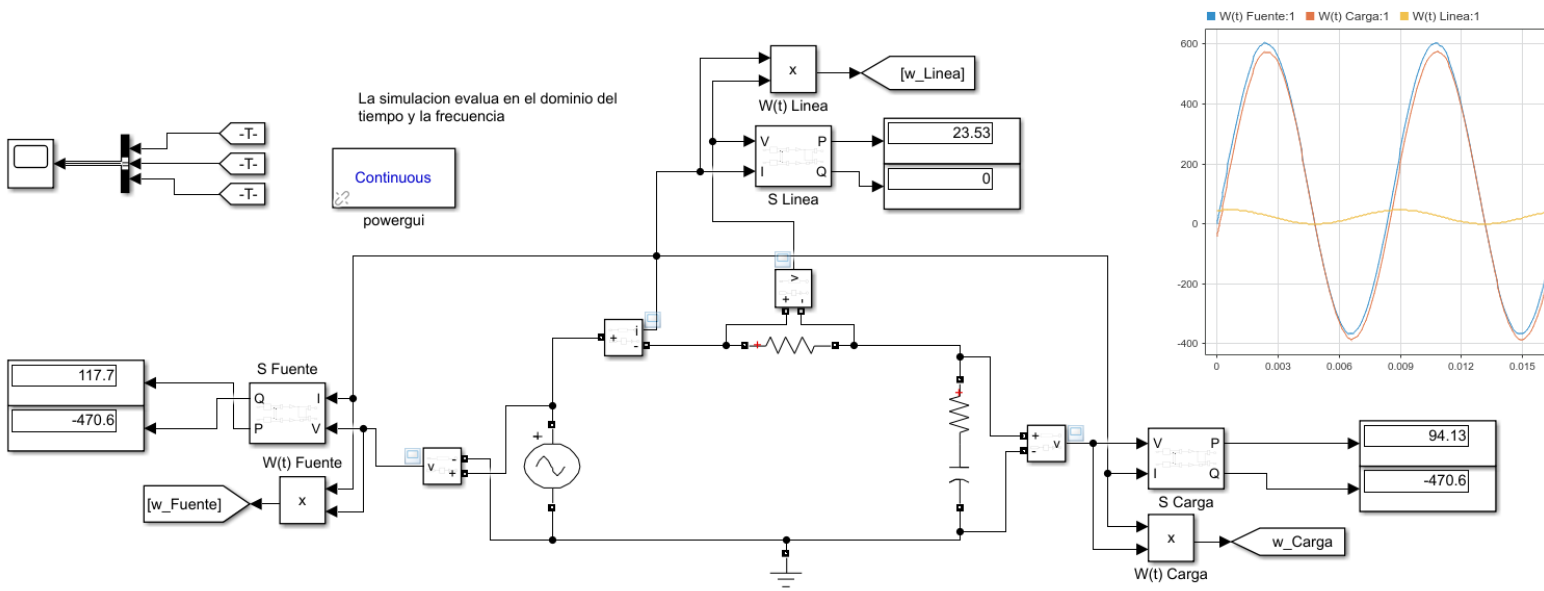 W(t) Fuente:1 W(t) Carga:1 W(t) Linea:1
600
400
200
0
-200
-400
0 0.003 0.006 0.009 0.012 0.015
x
[w_Linea]
W(t) Linea
La simulacion evalua en el dominio del
tiempo y la frecuencia
-T-
-T-
-T-
Continuous
powergui
V P
I Q
S Linea
23.53
0
v
+ -
+ i
-
+
S Fuente
117.7
-470.6
Q I
P V
W(t) Fuente
[w_Fuente]
x
v -
+
+
+
+ v
-
V P
I Q
S Carga
94.13
-470.6
x
w_Carga
W(t) Carga